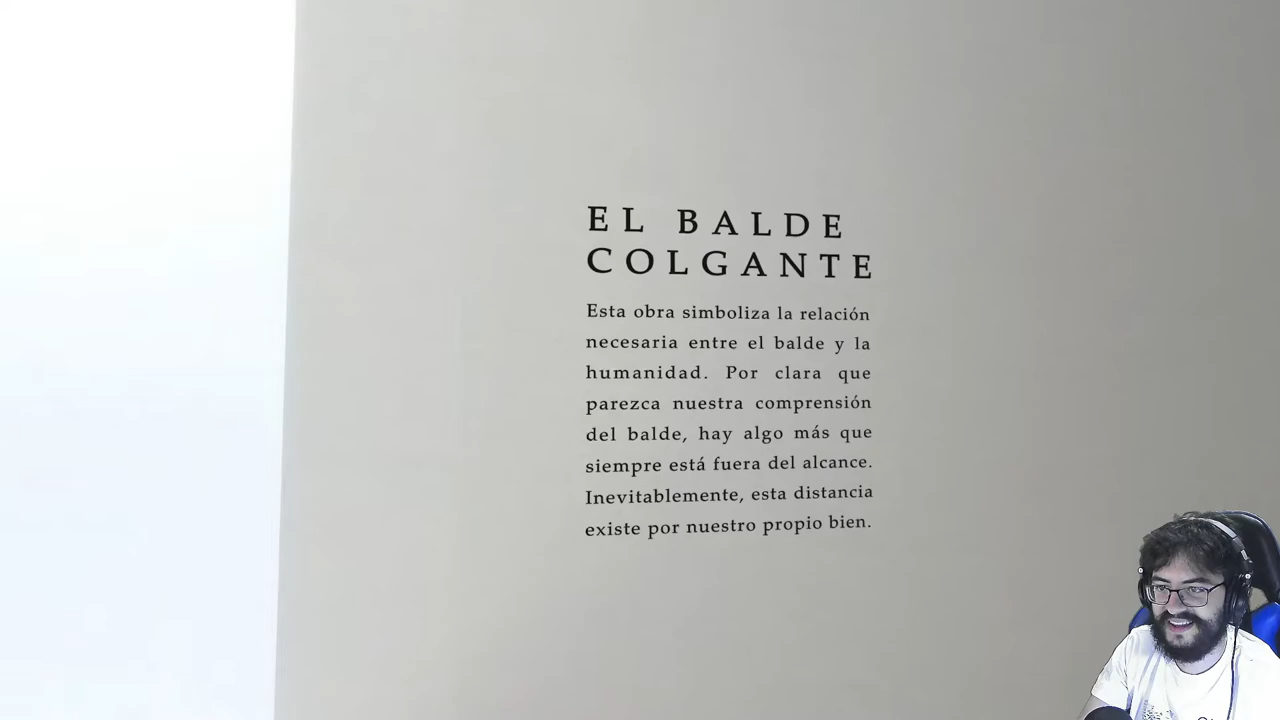 EL BALDE
COLGANTE
Esta obra simboliza la relación
necesaria entre el balde y la
humanidad. Por clara que
parezca nuestra comprensión
del balde, hay algo más que
siempre está fuera del alcance.
Inevitablemente, esta distancia
existe por nuestro propio bien.